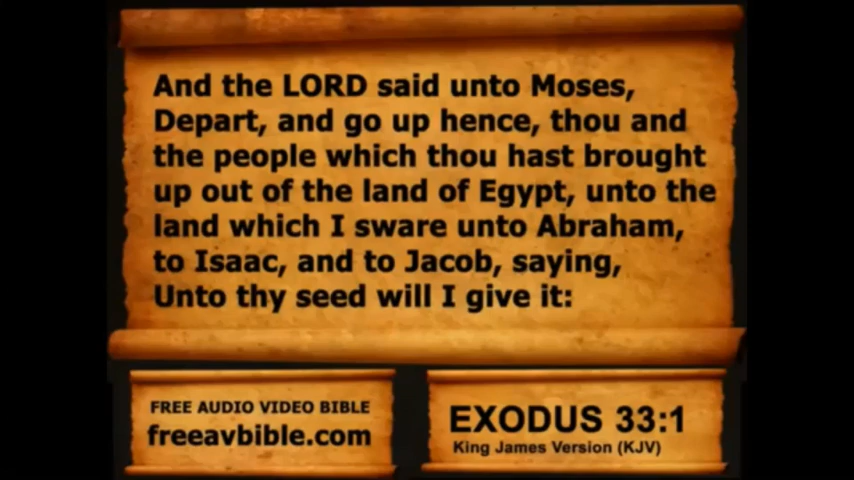 And the LORD said unto Moses,
Depart, and go up hence, thou and
the people which thou hast brought
up out of the land of Egypt, unto the
land which I sware unto Abraham,
to Isaac, and to Jacob, saying,
Unto thy seed will I give it:
FREE AUDIO VIDEO BIBLE
freeavbible.com
EXODUS 33:1
King James Version (KJV)